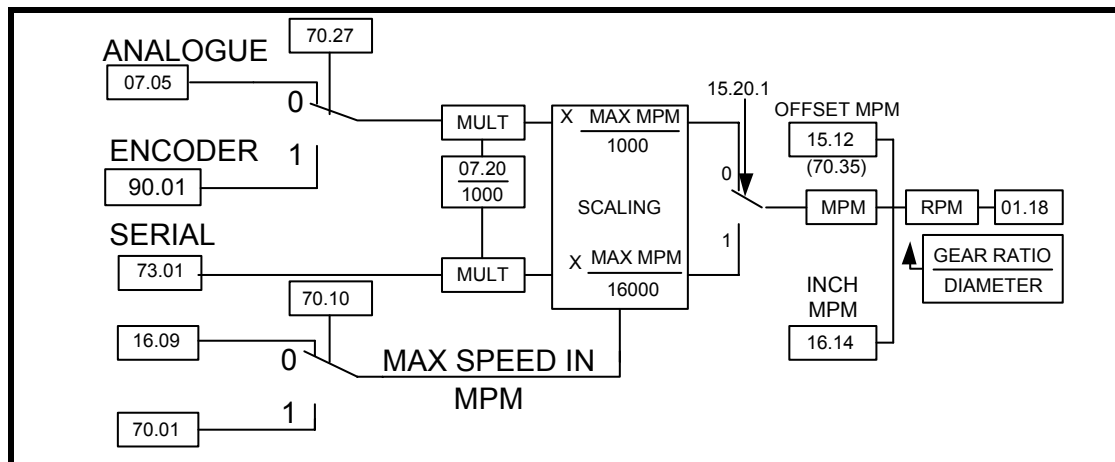 ANALOGUE
07.05
70.27
0
1
ENCODER
90.01
SERIAL
73.01
70.10
16.09
0
1
70.01
MAX SPEED IN
MPM
MULT
07.20
1000
MULT
X MAX MPM
1000
SCALING
X MAX MPM
16000
15.20.1
0
1
OFFSET MPM
15.12
(70.35)
MPM
RPM
01.18
GEAR RATIO
DIAMETER
INCH
MPM
16.14